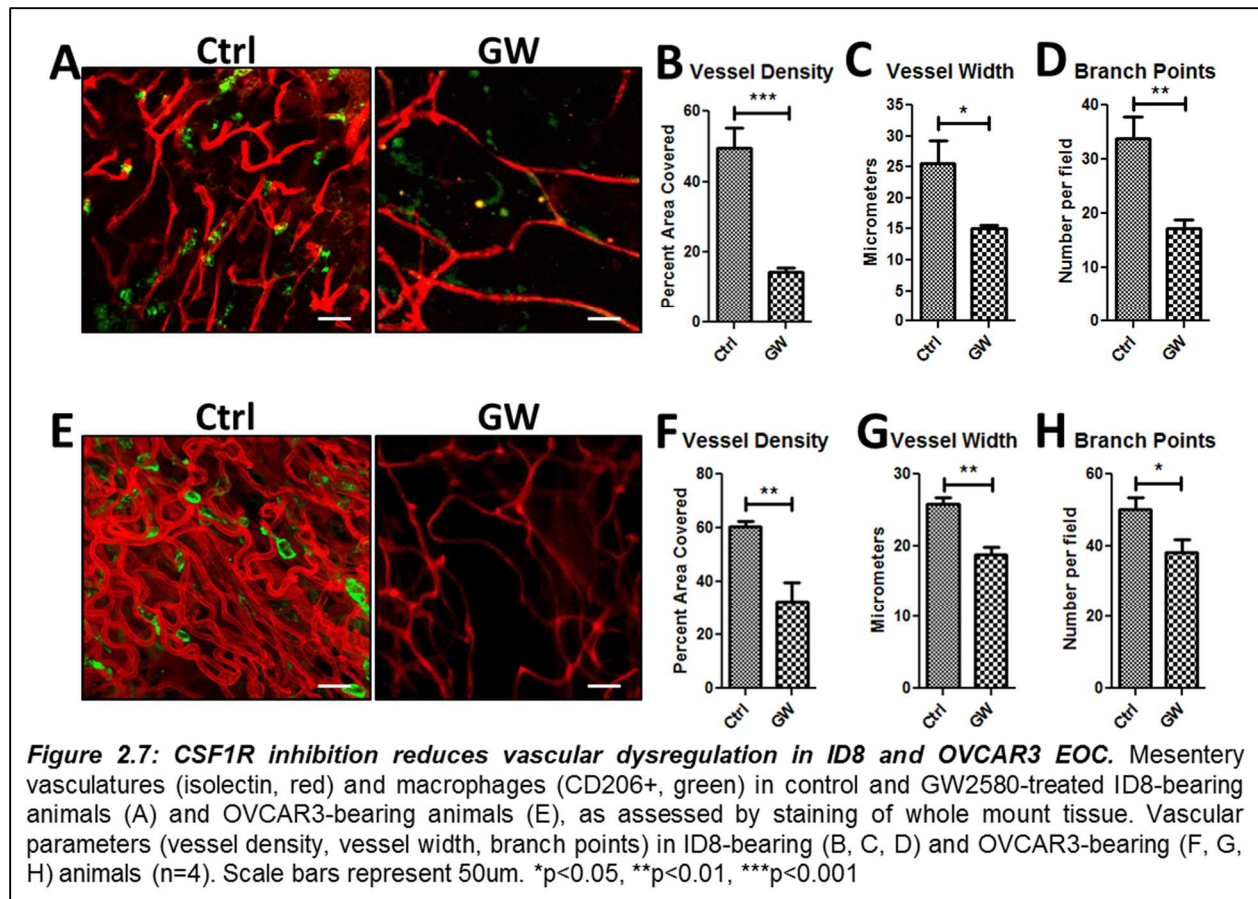 Ctrl
GW
A
B Vessel Density
Percent Area Covered
60
40
20
0
***
Ctrl
GW
C Vessel Width
Micrometers
35
30
25
20
15
10
5
0
*
Ctrl
GW
D Branch Points
Number per field
40
30
20
10
0
**
Ctrl
GW
Ctrl
GW
E
F Vessel Density
Percent Area Covered
80
60
40
20
0
**
Ctrl
GW
G Vessel Width
Micrometers
30
20
10
0
**
Ctrl
GW
H Branch Points
Number per field
60
40
20
0
*
Ctrl
GW
Figure 2.7: CSF1R inhibition reduces vascular dysregulation in ID8 and OVCAR3 EOC. Mesentery
vasculatures (isolectin, red) and macrophages (CD206+, green) in control and GW2580-treated ID8-bearing
animals (A) and OVCAR3-bearing animals (E), as assessed by staining of whole mount tissue. Vascular
parameters (vessel density, vessel width, branch points) in ID8-bearing (B, C, D) and OVCAR3-bearing (F, G,
H) animals (n=4). Scale bars represent 50um. *p<0.05, **p<0.01, ***p<0.001